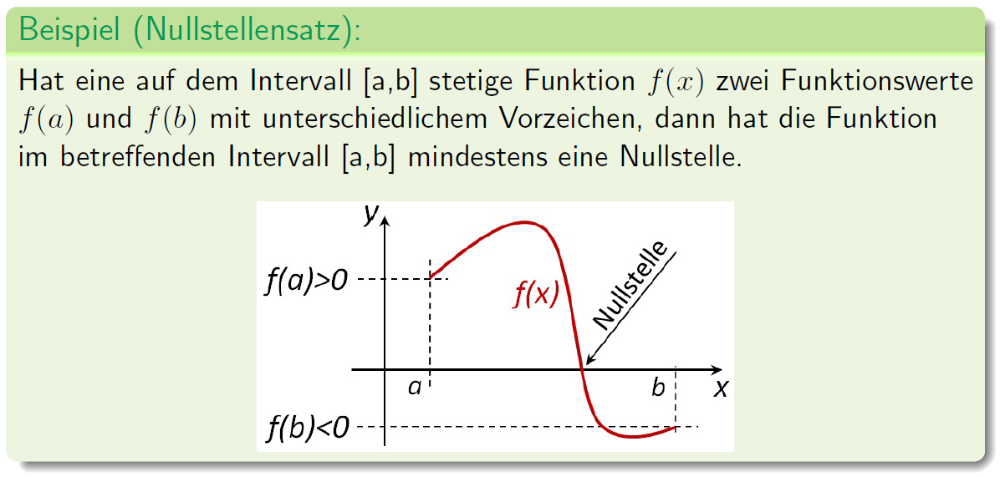 Beispiel (Nullstellensatz):
Hat eine auf dem Intervall [a,b] stetige Funktion f(x) zwei Funktionswerte
f(a) und f(b) mit unterschiedlichem Vorzeichen, dann hat die Funktion
im betreffenden Intervall [a,b] mindestens eine Nullstelle.
y
f(a)>0
f(x)
Nullstelle
a
b
x
f(b)<0